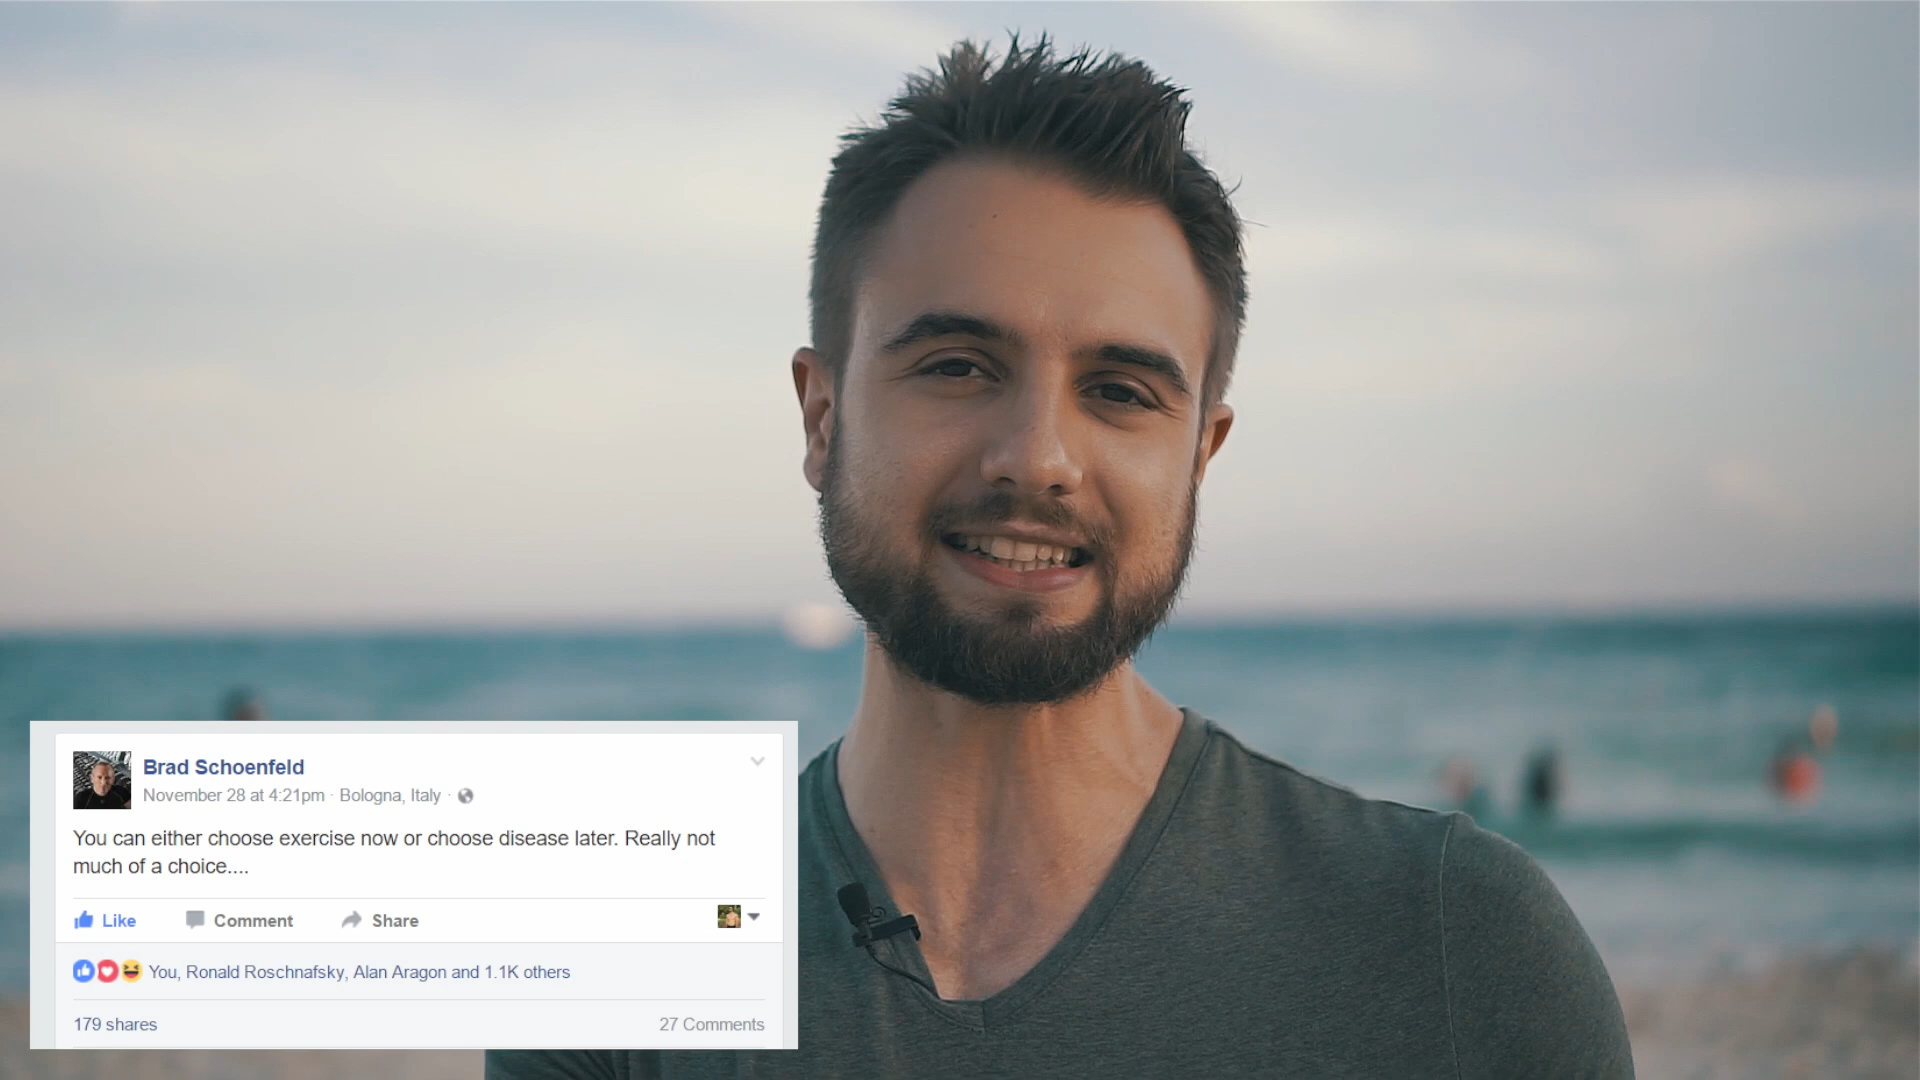 Brad Schoenfeld
November 28 at 4:21pm · Bologna, Italy ·
You can either choose exercise now or choose disease later. Really not
much of a choice....
Like Comment Share
You, Ronald Roschnafsky, Alan Aragon and 1.1K others
179 shares 27 Comments